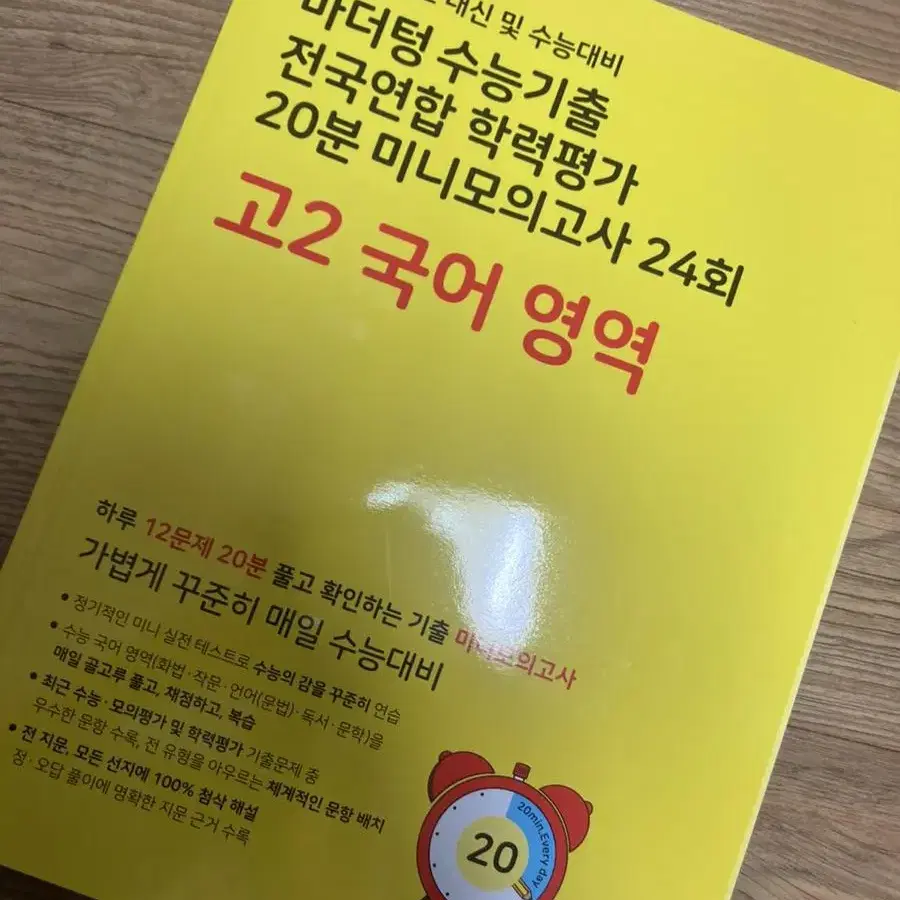 내신 및 수능대비
마더텅 수능기출
전국연합 학력평가
20분 미니모의고사 24회
고2 국어 영역
하루 12문제 20분 풀고 확인하는 기출 미니모의고사
가볍게 꾸준히 매일 수능대비
• 정기적인 미니 실전 테스트로 수능의 감을 꾸준히 연습
• 수능 국어 영역(화법·작문·언어(문법)·독서·문학)을
매일 골고루 풀고, 채점하고, 복습
• 최근 수능·모의평가 및 학력평가 기출문제 중
우수한 문항 수록, 전 유형을 아우르는 체계적인 문항 배치
• 전 지문, 모든 선지에 100% 첨삭 해설
정·오답 풀이에 명확한 지문 근거 수록
20min. Every day
20